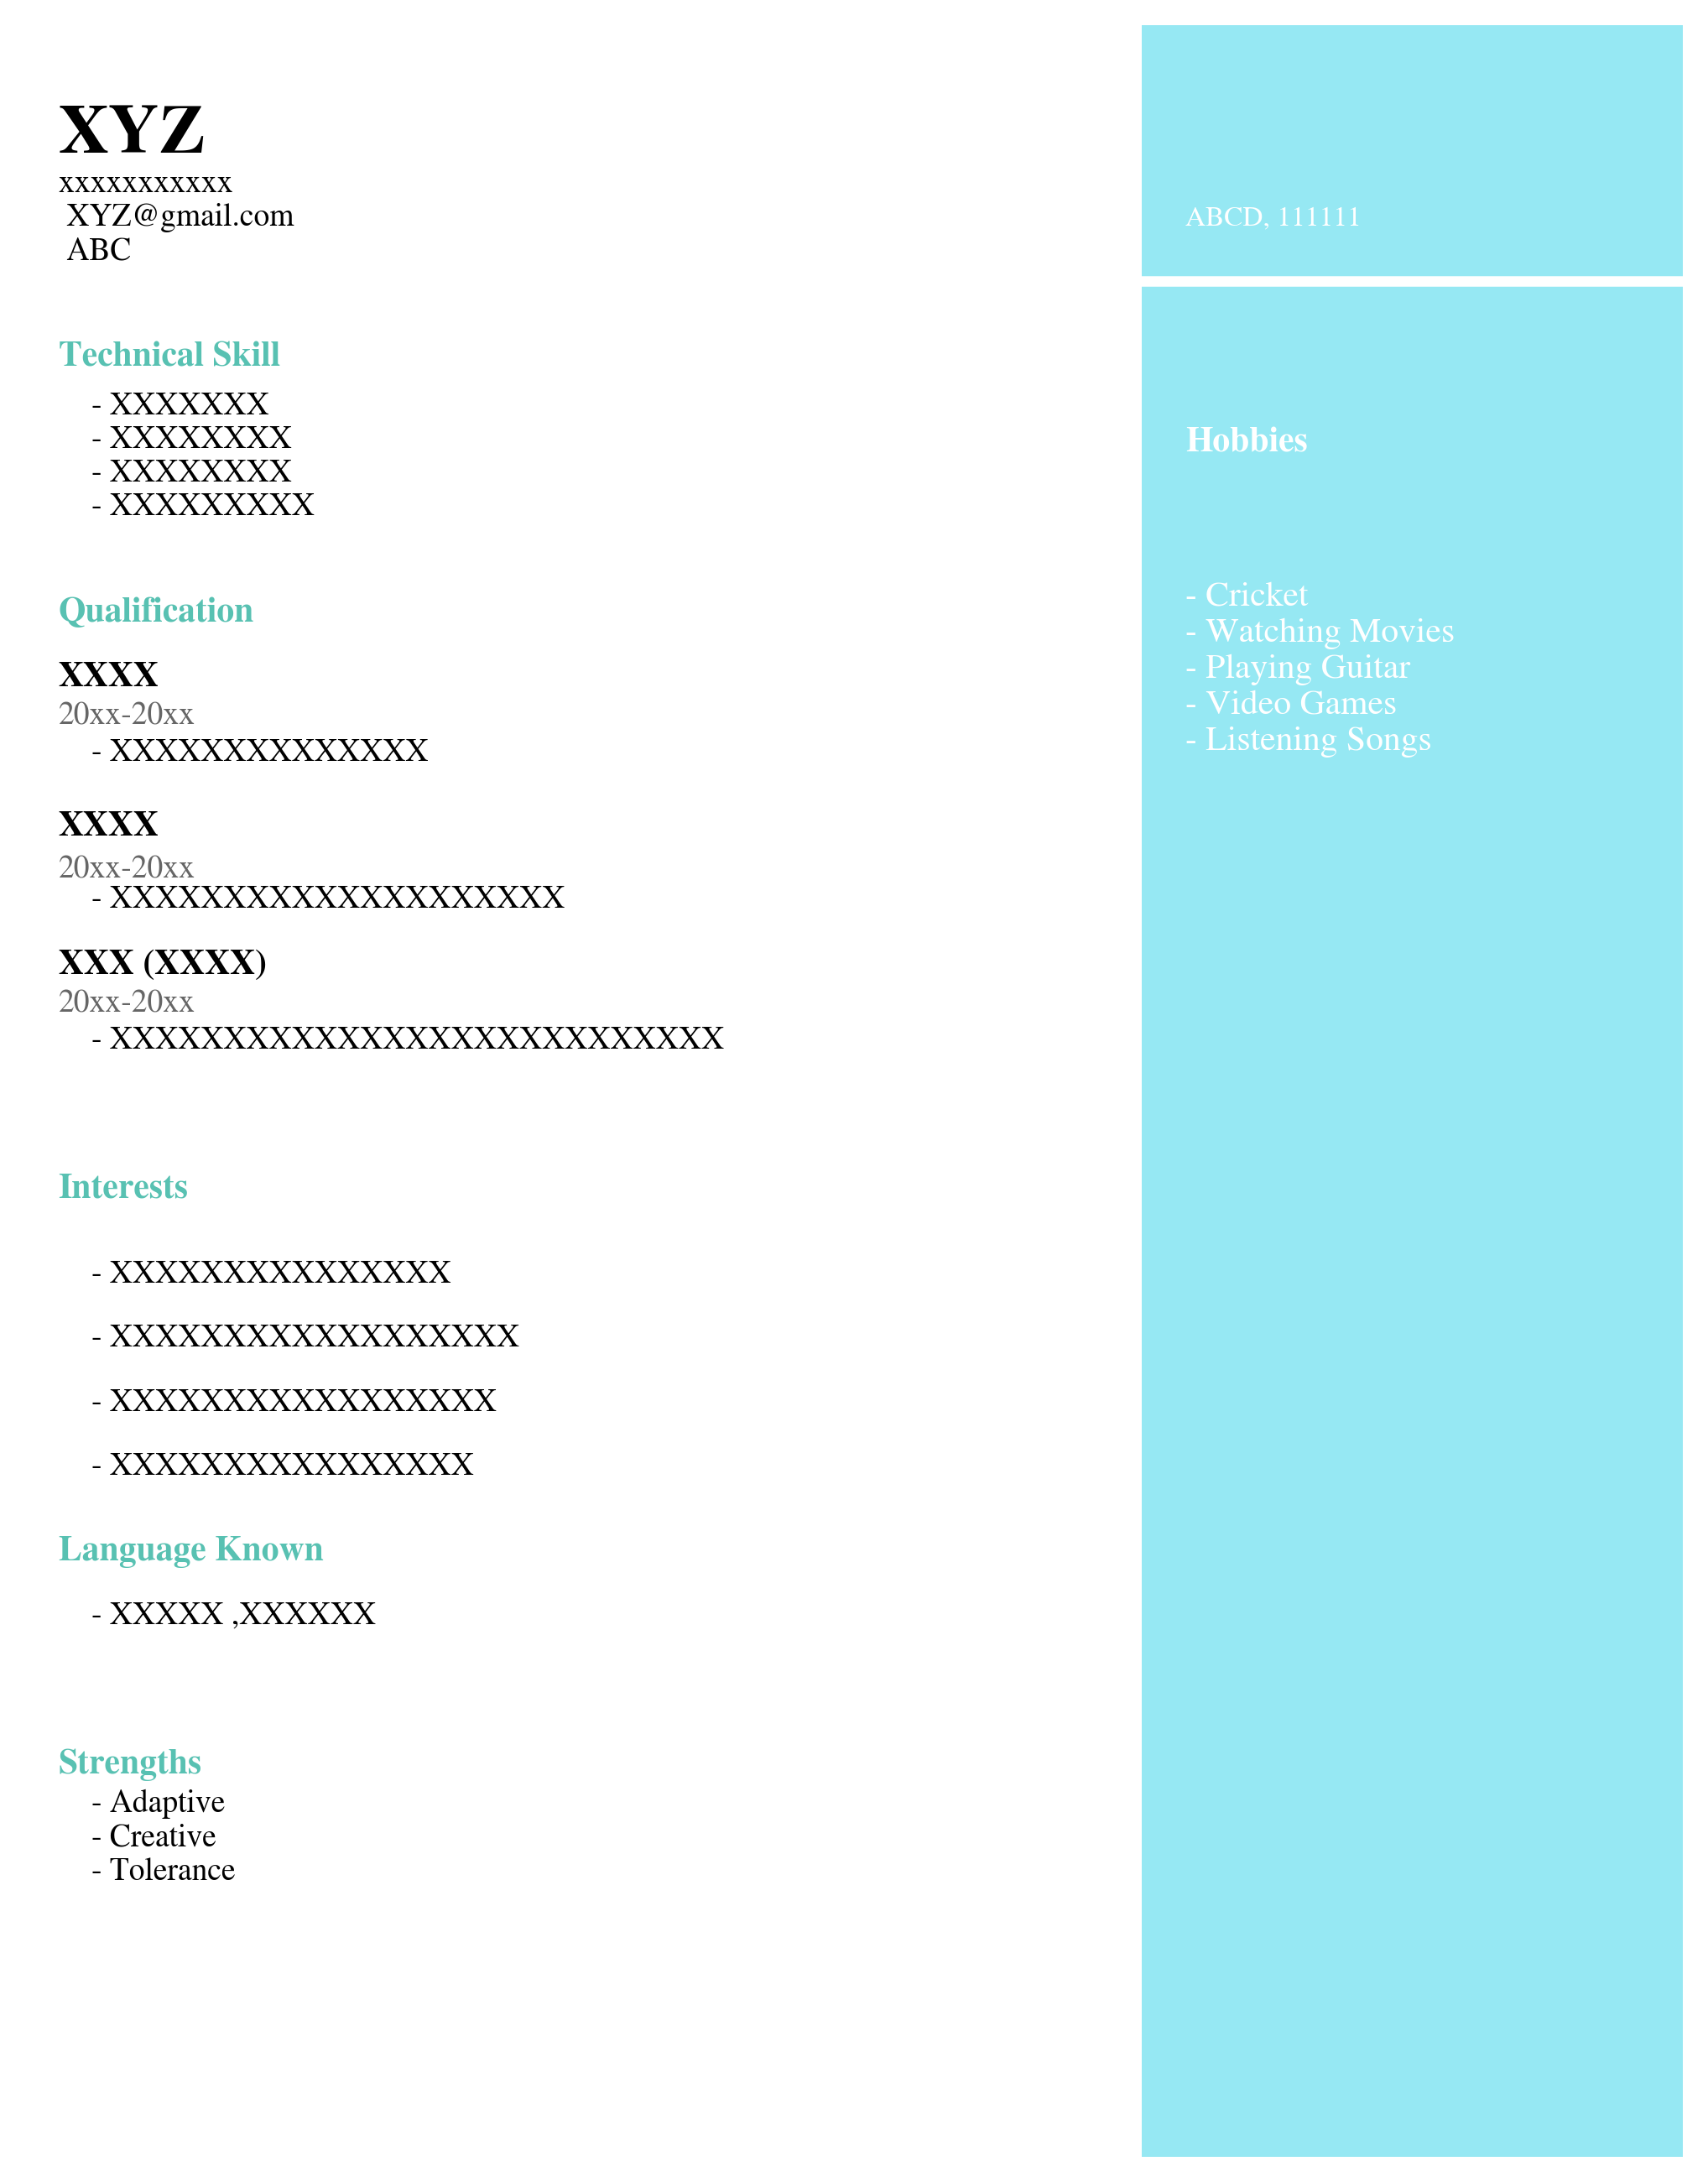 XYZ
xxxxxxxxxxx
XYZ@gmail.com
ABC
Technical Skill
- XXXXXXX
- XXXXXXXX
- XXXXXXXX
- XXXXXXXXX
Qualification
XXXX
20xx-20xx
- XXXXXXXXXXXXXX
XXXX
20xx-20xx
- XXXXXXXXXXXXXXXXXXXX
XXX (XXXX)
20xx-20xx
- XXXXXXXXXXXXXXXXXXXXXXXXXXX
Interests
- XXXXXXXXXXXXXXX
- XXXXXXXXXXXXXXXXXX
- XXXXXXXXXXXXXXXXX
- XXXXXXXXXXXXXXXX
Language Known
- XXXXX ,XXXXXX
Strengths
- Adaptive
- Creative
- Tolerance
ABCD, 111111
Hobbies
- Cricket
- Watching Movies
- Playing Guitar
- Video Games
- Listening Songs